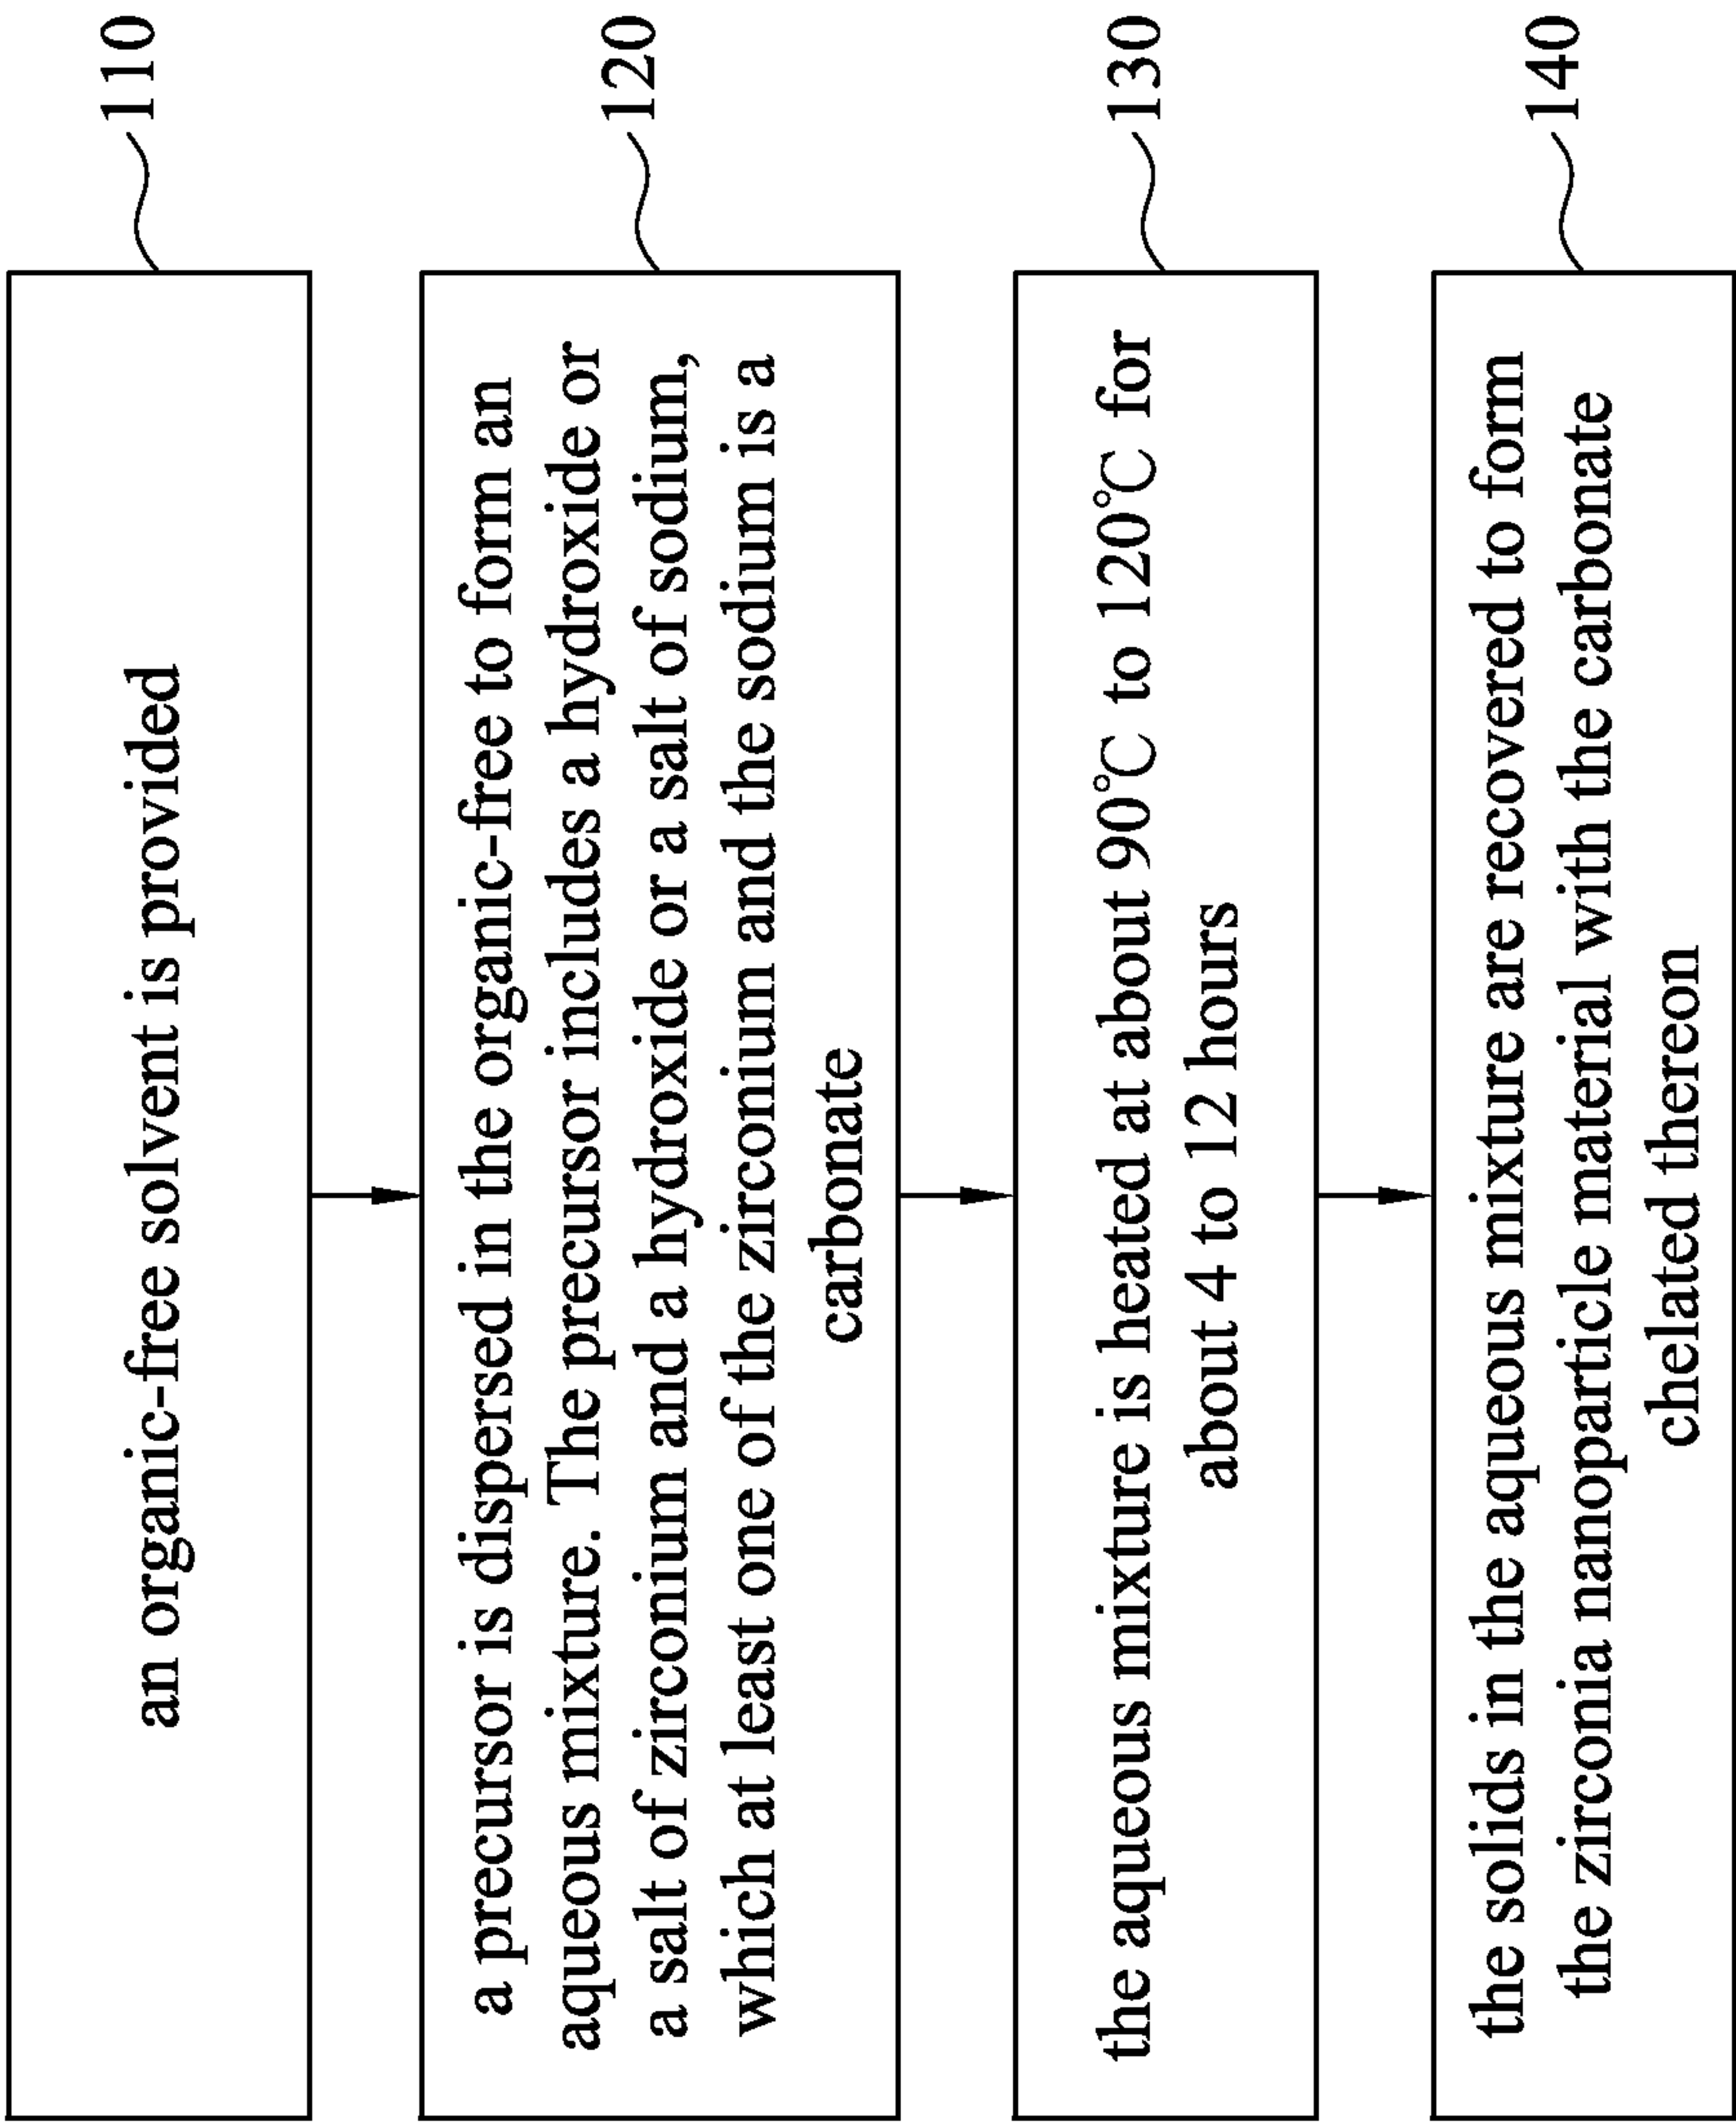 an organic-free solvent is provided
110
a precursor is dispersed in the organic-free to form an
aqueous mixture. The precursor includes a hydroxide or
a salt of zirconium and a hydroxide or a salt of sodium,
which at least one of the zirconium and the sodium is a
carbonate
120
the aqueous mixture is heated at about 90℃ to 120℃ for
about 4 to 12 hours
130
the solids in the aqueous mixture are recovered to form
the zirconia nanoparticle material with the carbonate
chelated thereon
140